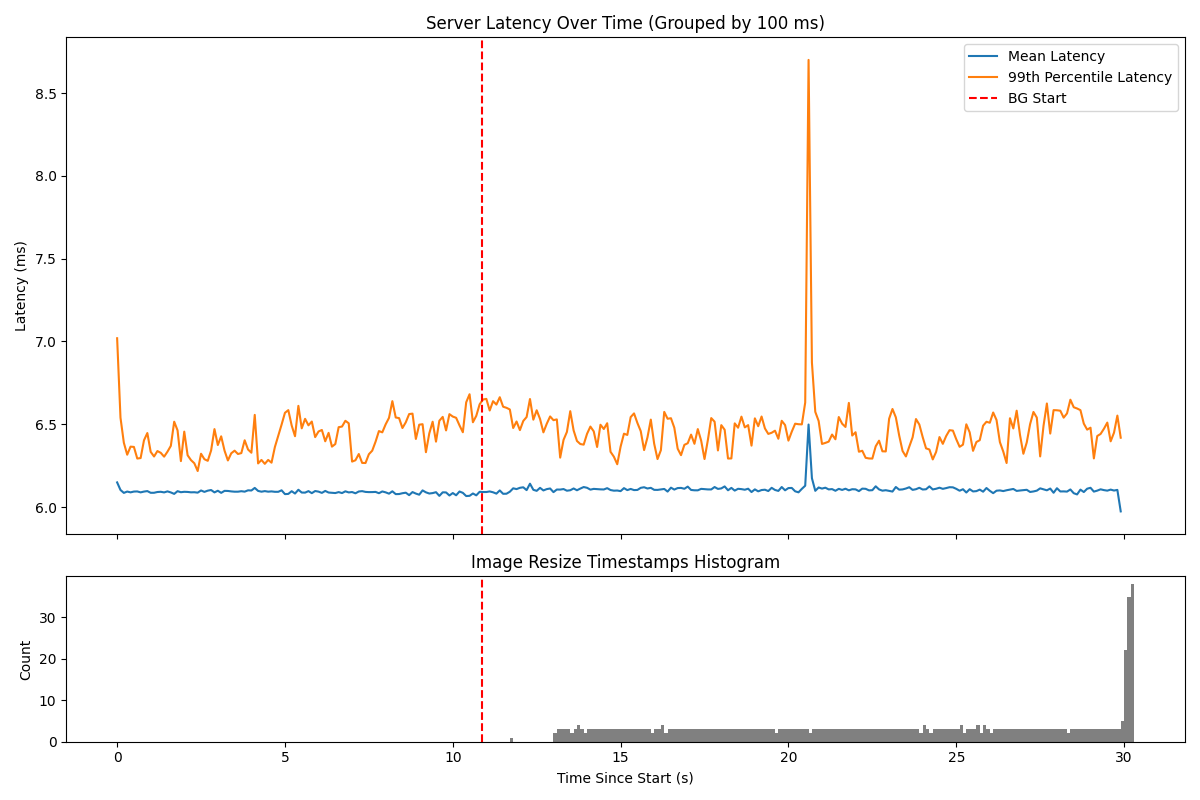 Server Latency Over Time (Grouped by 100 ms)
Mean Latency
99th Percentile Latency
BG Start
Latency (ms)
8.5
8.0
7.5
7.0
6.5
6.0
Image Resize Timestamps Histogram
Count
30
20
10
0
0 5 10 15 20 25 30
Time Since Start (s)